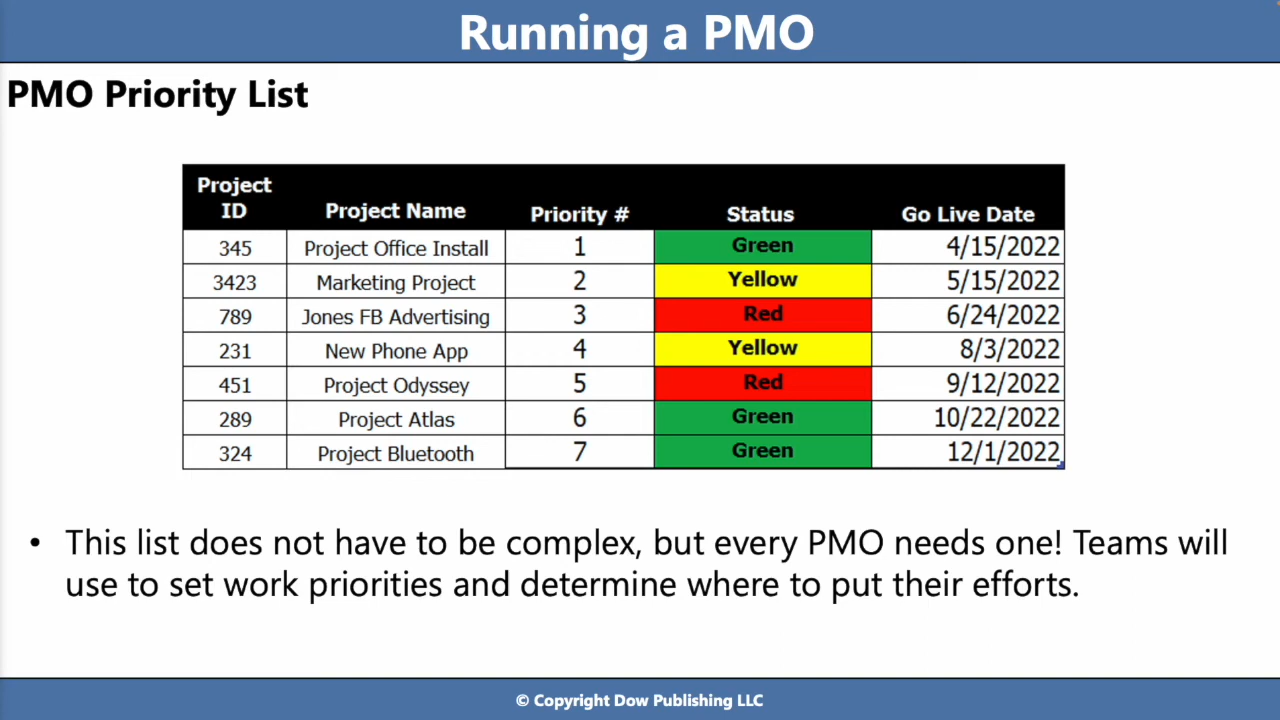 Running a PMO
PMO Priority List
Project ID Project Name Priority # Status Go Live Date
345 Project Office Install 1 Green 4/15/2022
3423 Marketing Project 2 Yellow 5/15/2022
789 Jones FB Advertising 3 Red 6/24/2022
231 New Phone App 4 Yellow 8/3/2022
451 Project Odyssey 5 Red 9/12/2022
289 Project Atlas 6 Green 10/22/2022
324 Project Bluetooth 7 Green 12/1/2022
• This list does not have to be complex, but every PMO needs one! Teams will
use to set work priorities and determine where to put their efforts.
© Copyright Dow Publishing LLC